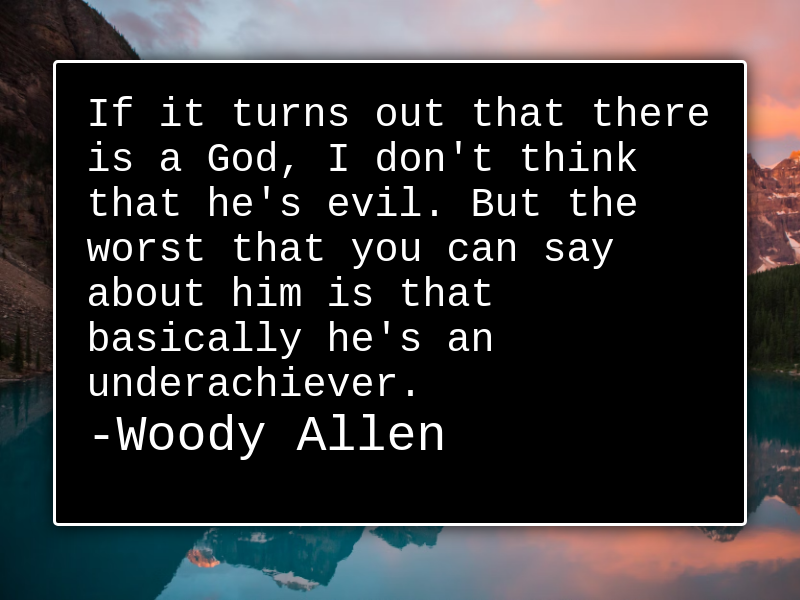 If it turns out that there
is a God, I don't think
that he's evil. But the
worst that you can say
about him is that
basically he's an
underachiever.
-Woody Allen